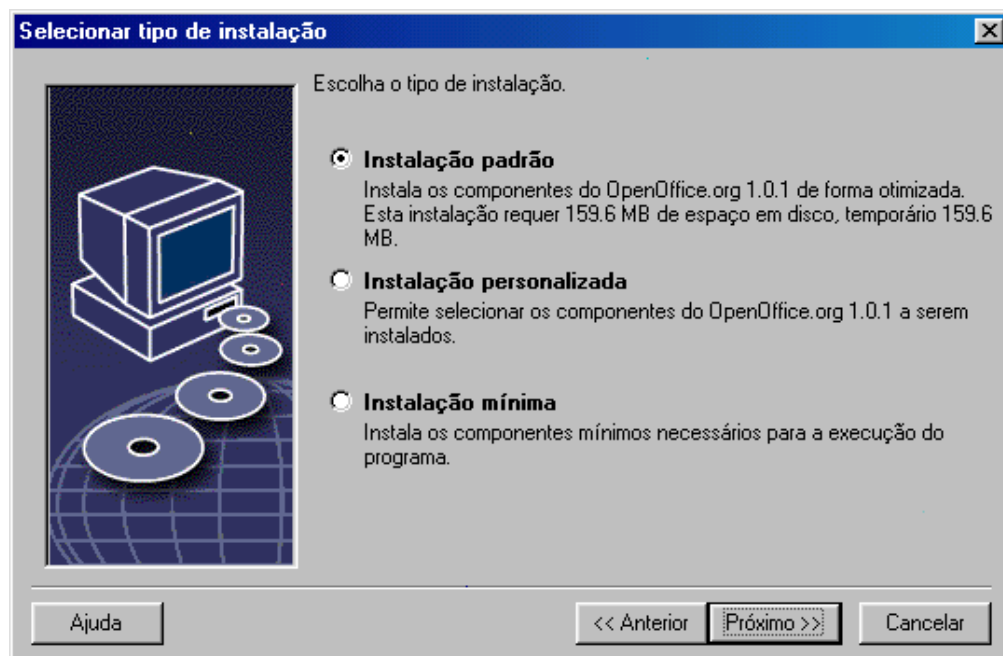 Selecionar tipo de instalação
Escolha o tipo de instalação.
Instalação padrão
Instala os componentes do OpenOffice.org 1.0.1 de forma otimizada.
Esta instalação requer 159.6 MB de espaço em disco, temporário 159.6
MB.
Instalação personalizada
Permite selecionar os componentes do OpenOffice.org 1.0.1 a serem
instalados.
Instalação mínima
Instala os componentes mínimos necessários para a execução do
programa.
Ajuda
<< Anterior
Próximo >>
Cancelar